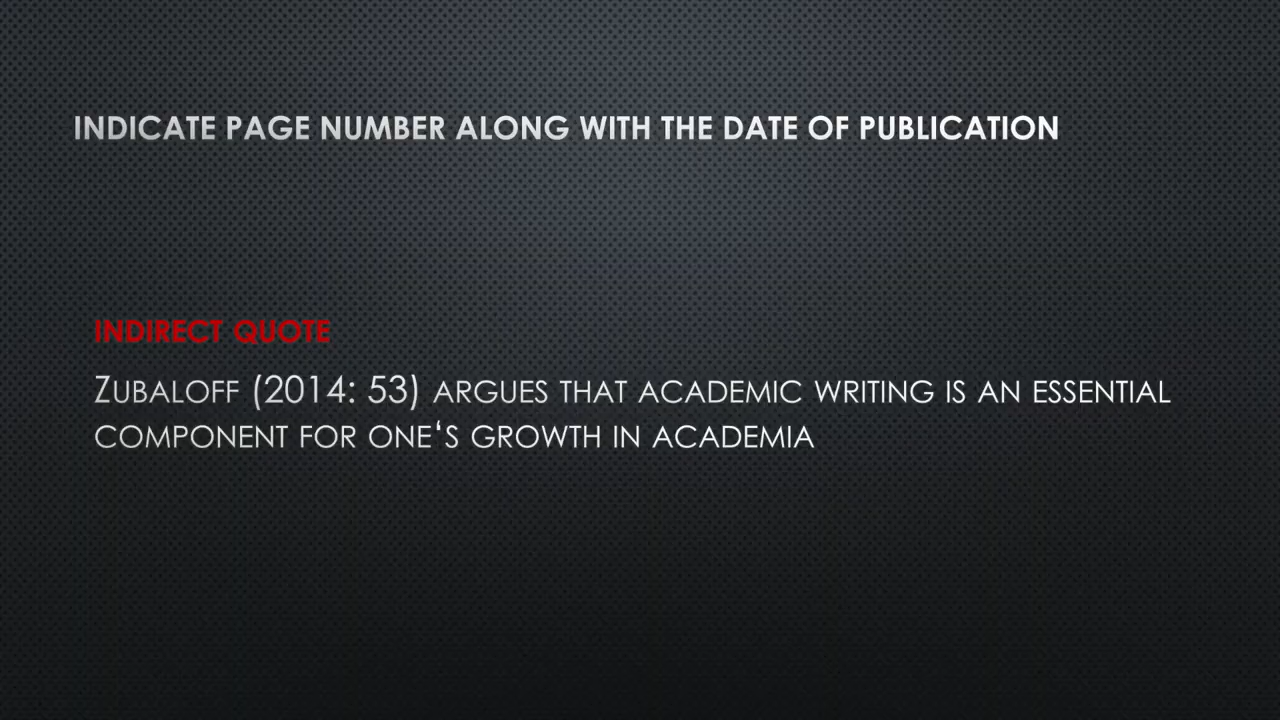 INDICATE PAGE NUMBER ALONG WITH THE DATE OF PUBLICATION
INDIRECT QUOTE
ZUBALOFF (2014: 53) ARGUES THAT ACADEMIC WRITING IS AN ESSENTIAL
COMPONENT FOR ONE‘S GROWTH IN ACADEMIA